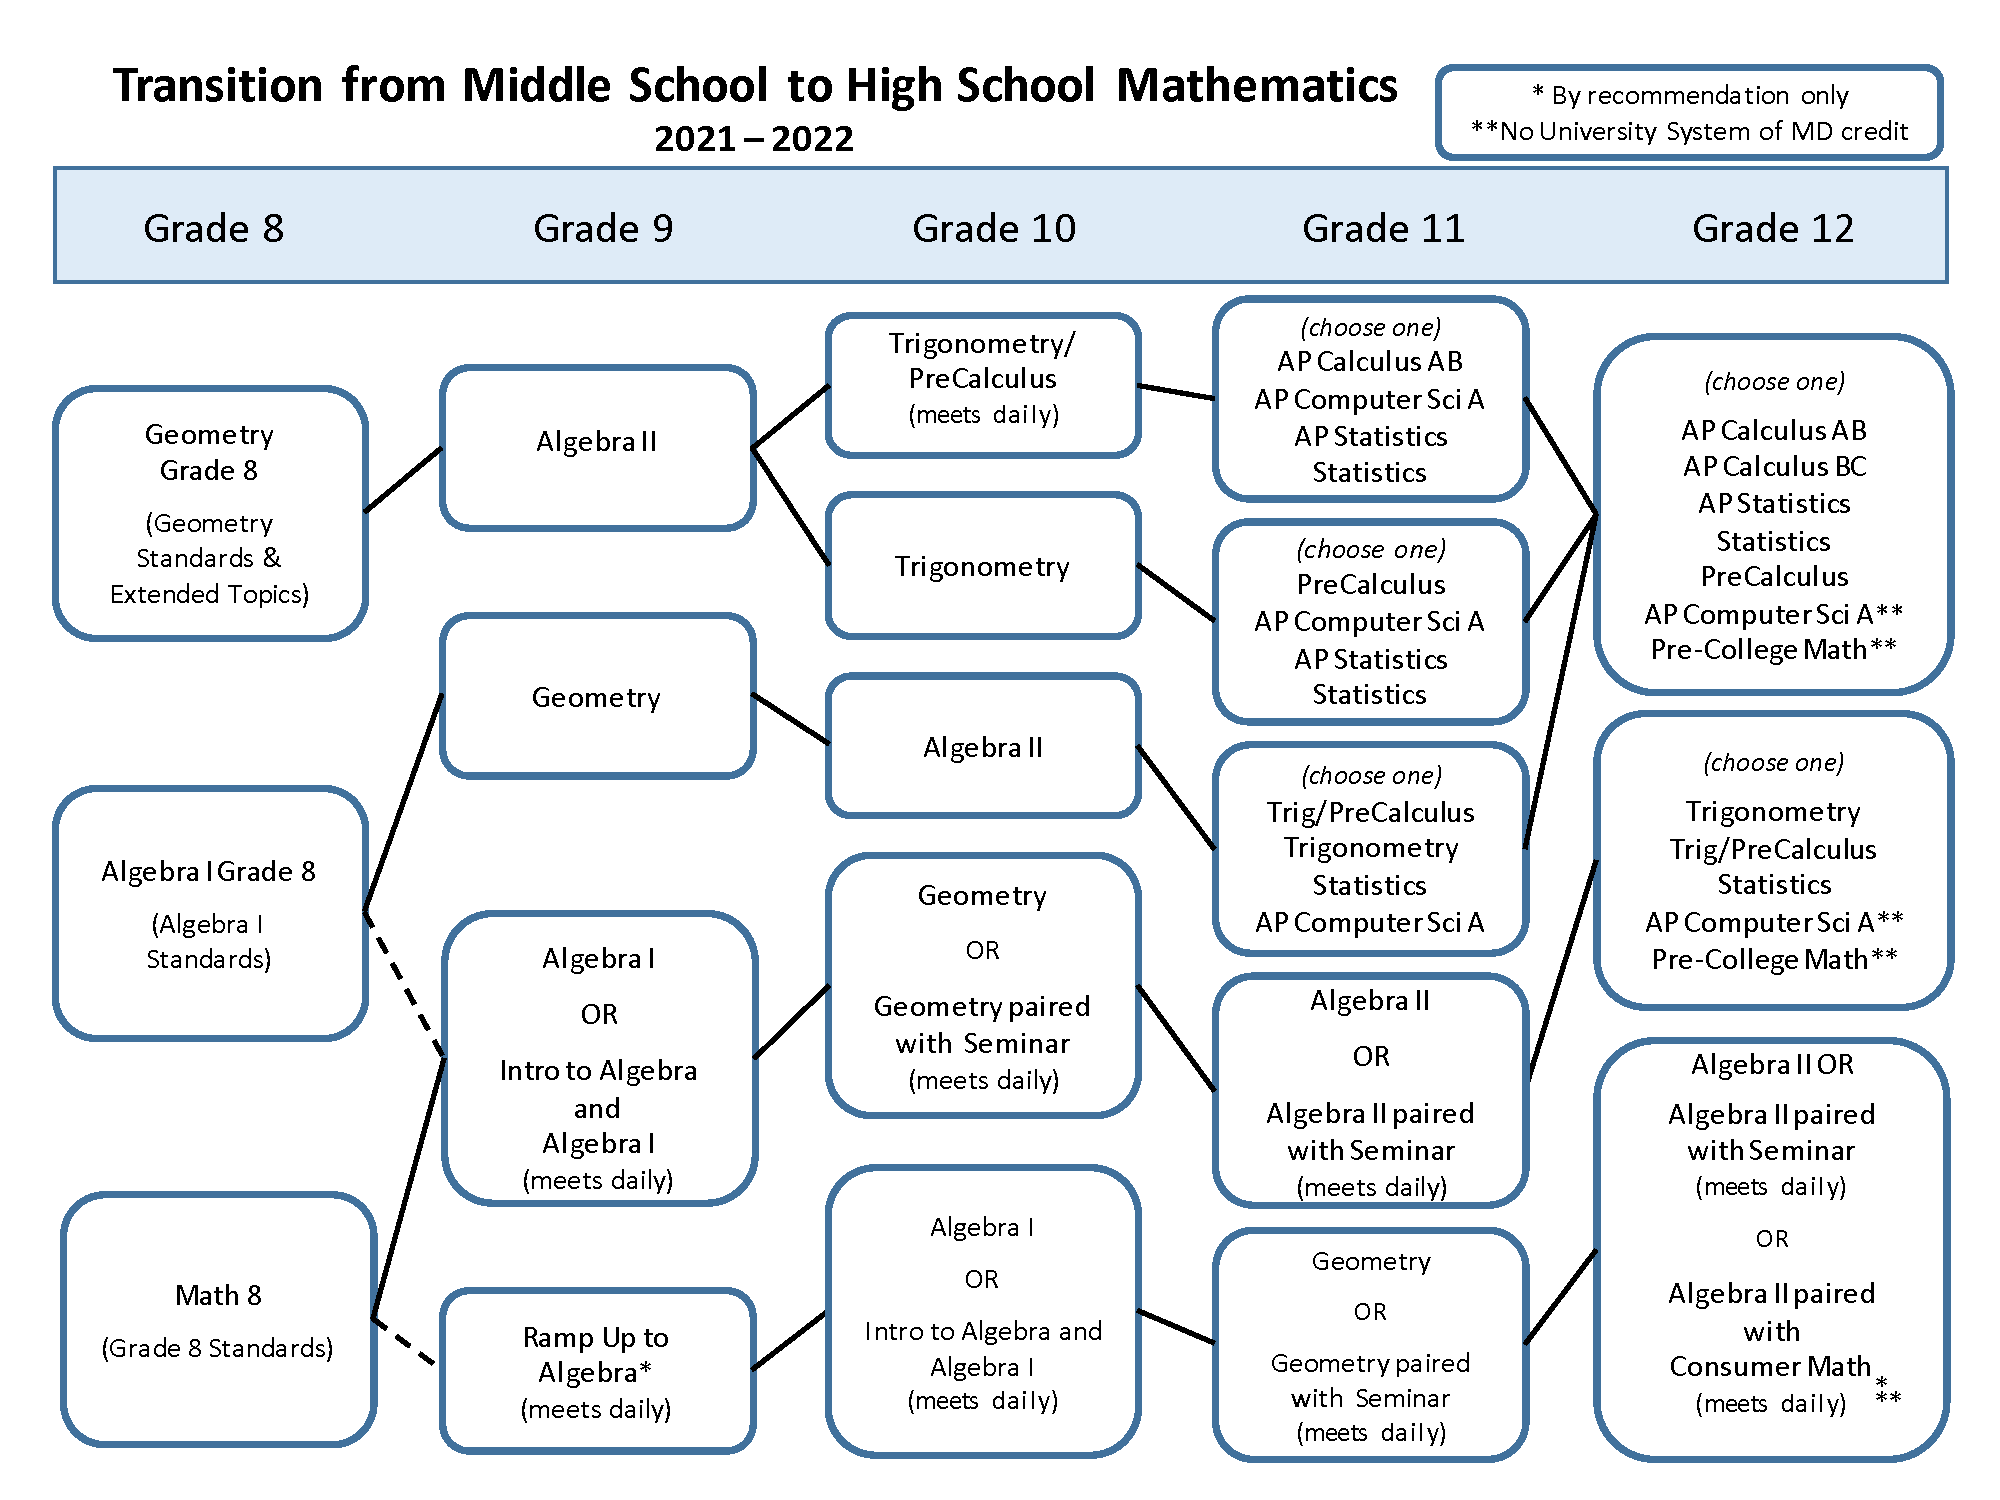 Transition from Middle School to High School Mathematics
2021 – 2022
* By recommendation only
**No University System of MD credit
Grade 8
Grade 9
Grade 10
Grade 11
Grade 12
Geometry
Grade 8
(Geometry
Standards &
Extended Topics)
Algebra I Grade 8
(Algebra I
Standards)
Math 8
(Grade 8 Standards)
Algebra II
Geometry
Algebra I
OR
Intro to Algebra
and
Algebra I
(meets daily)
Ramp Up to
Algebra*
(meets daily)
Trigonometry/
PreCalculus
(meets daily)
Trigonometry
Algebra II
Geometry
OR
Geometry paired
with Seminar
(meets daily)
Algebra I
OR
Intro to Algebra and
Algebra I
(meets daily)
(choose one)
AP Calculus AB
AP Computer Sci A
AP Statistics
Statistics
(choose one)
PreCalculus
AP Computer Sci A
AP Statistics
Statistics
(choose one)
Trig/PreCalculus
Trigonometry
Statistics
AP Computer Sci A
Algebra II
OR
Algebra II paired
with Seminar
(meets daily)
Geometry
OR
Geometry paired
with Seminar
(meets daily)
(choose one)
AP Calculus AB
AP Calculus BC
AP Statistics
Statistics
PreCalculus
AP Computer Sci A**
Pre-College Math**
(choose one)
Trigonometry
Trig/PreCalculus
Statistics
AP Computer Sci A**
Pre-College Math**
Algebra II OR
Algebra II paired
with Seminar
(meets daily)
OR
Algebra II paired
with
Consumer Math *
(meets daily) **